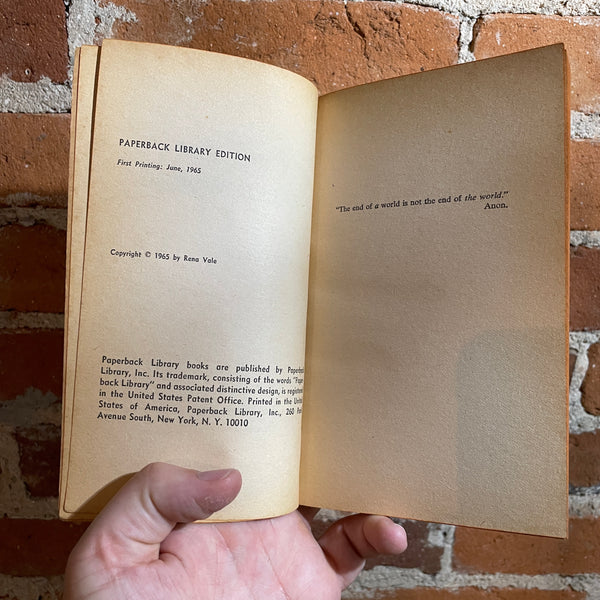 PAPERBACK LIBRARY EDITION
First Printing: June, 1965
Copyright © 1965 by Rena Vale
Paperback Library books are published by Paperback
Library, Inc. Its trademark, consisting of the words "Paper-
back Library" and associated distinctive design, is registered
in the United States Patent Office. Printed in the United
States of America, Paperback Library, Inc., 260 Park
Avenue South, New York, N. Y. 10010
"The end of a world is not the end of the world."
Anon.